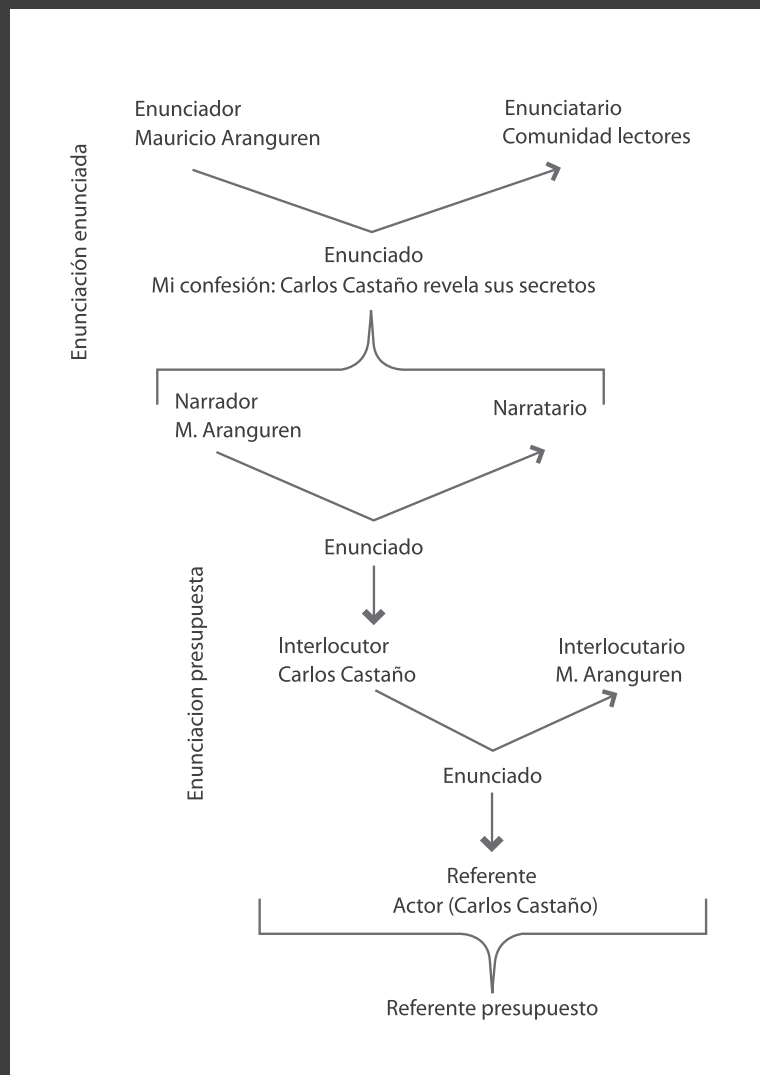 Enunciación enunciada
Enunciador
Mauricio Aranguren
Enunciatario
Comunidad lectores
Enunciado
Mi confesión: Carlos Castaño revela sus secretos
Narrador
M. Aranguren
Narratario
Enunciado
Enunciacion presupuesta
Interlocutor
Carlos Castaño
Interlocutario
M. Aranguren
Enunciado
Referente
Actor (Carlos Castaño)
Referente presupuesto